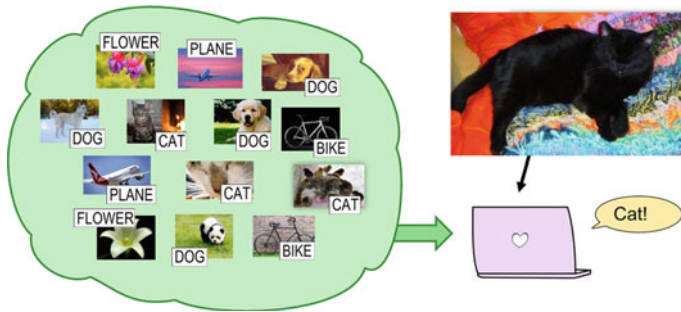 FLOWER
PLANE
DOG
DOG
CAT
DOG
BIKE
PLANE
CAT
CAT
FLOWER
DOG
BIKE
Cat!